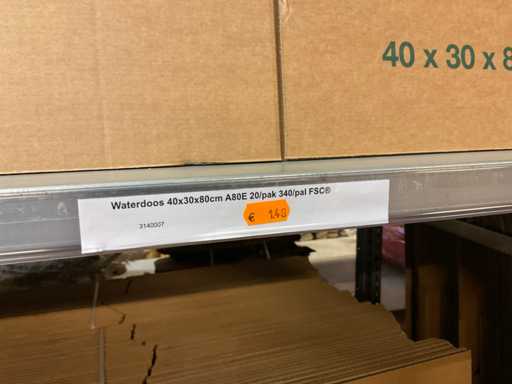 40 x 30 x 8
Waterdoos 40x30x80cm A80E 20/pak 340/pal FSC®
€ 1.40
3140007